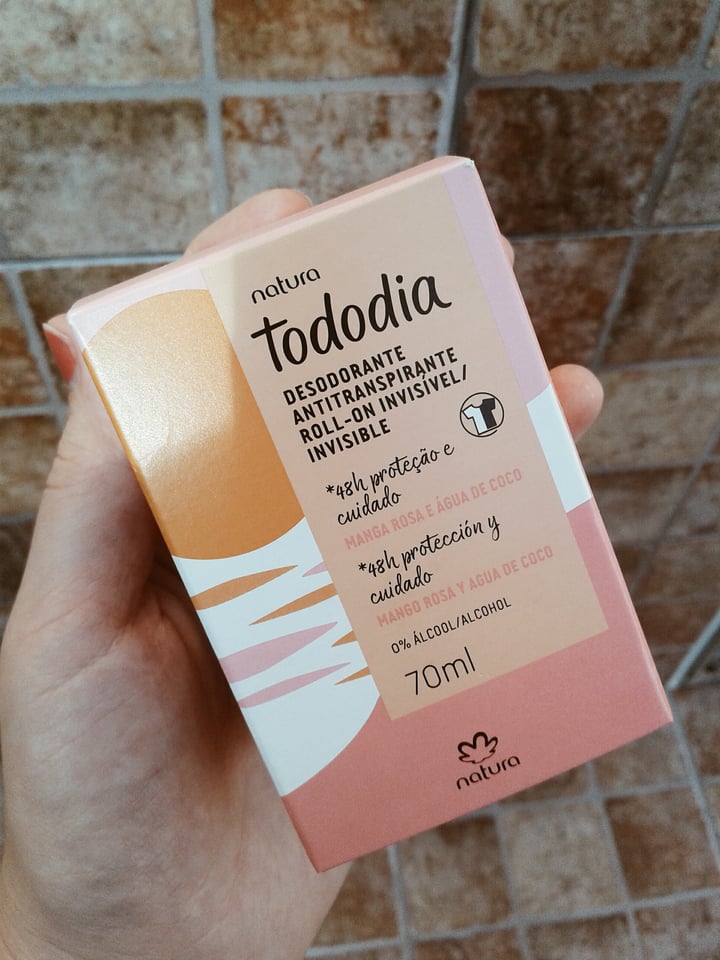 natura
Tododia
DESODORANTE
ANTITRANSPIRANTE
ROLL-ON INVISÍVEL/
INVISIBLE
*48h proteção e
cuidado
MANGA ROSA E ÁGUA DE COCO
*48h protección y
cuidado
MANGO ROSA Y AGUA DE COCO
0% ÁLCOOL/ALCOHOL
70ml
natura